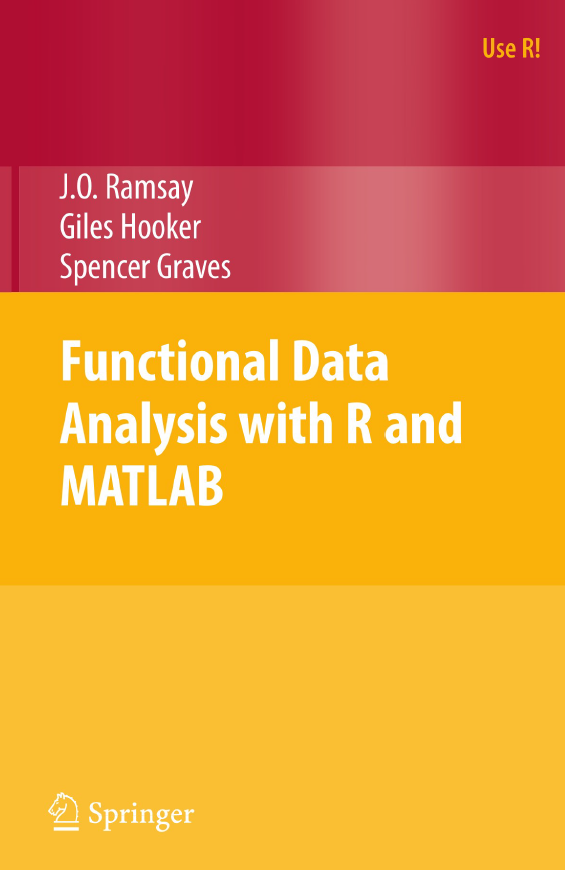 Use R!
J.O. Ramsay
Giles Hooker
Spencer Graves
Functional Data
Analysis with R and
MATLAB
Springer